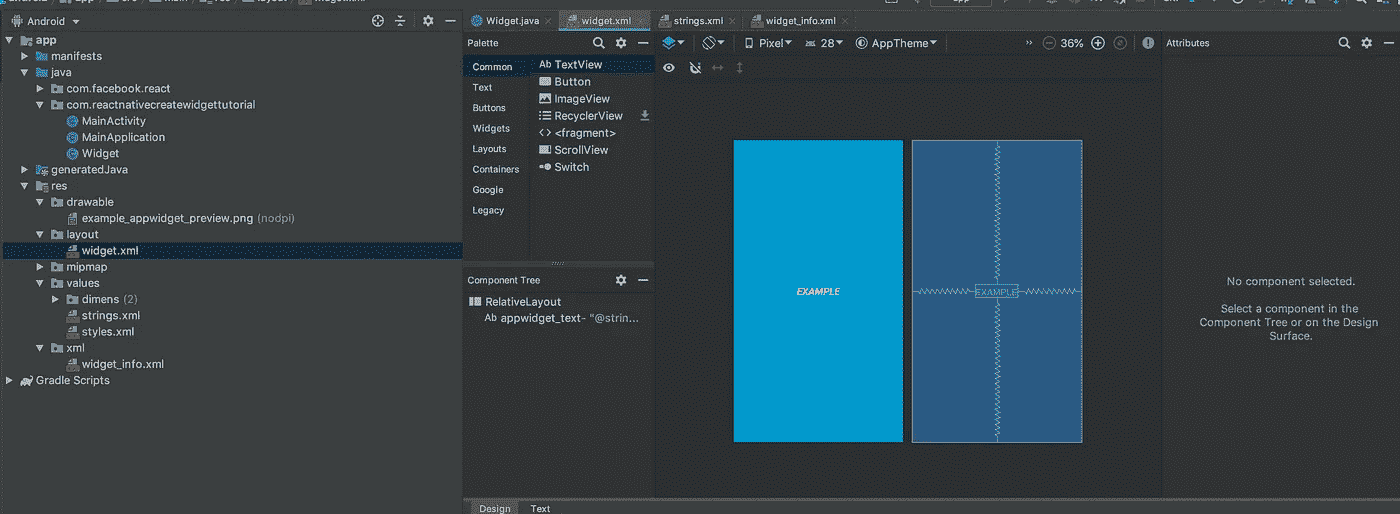 Android
app
manifests
java
com.facebook.react
com.reactnativecreatewidgettutorial
MainActivity
MainApplication
Widget
generatedJava
res
drawable
example_appwidget_preview.png (nodpi)
layout
widget.xml
mipmap
values
dimens (2)
strings.xml
styles.xml
xml
widget_info.xml
Gradle Scripts
Widget.java
widget.xml
strings.xml
widget_info.xml
Palette
Common
Text
Buttons
Widgets
Layouts
Containers
Google
Legacy
Ab TextView
Button
ImageView
RecyclerView
<fragment>
ScrollView
Switch
Component Tree
RelativeLayout
Ab appwidget_text- "@strin...
Pixel
28
AppTheme
»
36%
EXAMPLE
EXAMPLE
Attributes
No component selected.
Select a component in the
Component Tree or on the Design
Surface.
Design
Text